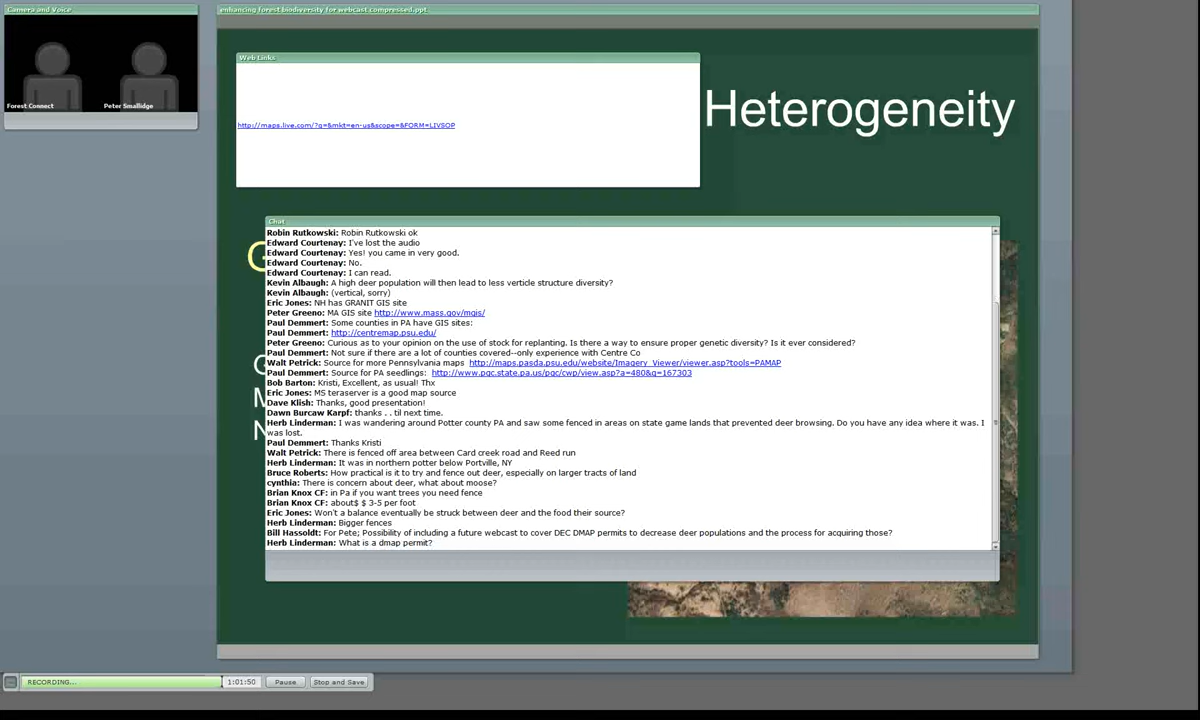 Camera and Voice
enhancing forest biodiversity for webcast compressed.ppt
Forest Connect
Peter Smallidge
Web Links
http://maps.live.com/?q=&mkt=en-us&scope=&FORM=LIVSOP
Heterogeneity
Chat
Robin Rutkowski: Robin Rutkowski ok
Edward Courtenay: I've lost the audio
Edward Courtenay: Yes! you came in very good.
Edward Courtenay: No.
Edward Courtenay: I can read.
Kevin Albaugh: A high deer population will then lead to less verticle structure diversity?
Kevin Albaugh: (vertical, sorry)
Eric Jones: NH has GRANIT GIS site
Peter Greeno: MA GIS site http://www.mass.gov/mgis/
Paul Demmert: Some counties in PA have GIS sites:
Paul Demmert: http://centremap.psu.edu/
Peter Greeno: Curious as to your opinion on the use of stock for replanting. Is there a way to ensure proper genetic diversity? Is it ever considered?
Paul Demmert: Not sure if there are a lot of counties covered--only experience with Centre Co
Walt Petrick: Source for more Pennsylvania maps http://maps.pasda.psu.edu/website/Imagery_Viewer/viewer.asp?tools=PAMAP
Paul Demmert: Source for PA seedlings: http://www.pgc.state.pa.us/pgc/cwp/view.asp?a=480&q=167303
Bob Barton: Kristi, Excellent, as usual! Thx
Eric Jones: MS teraserver is a good map source
Dave Klish: Thanks, good presentation!
Dawn Burcaw Karpf: thanks . . til next time.
Herb Linderman: I was wandering around Potter county PA and saw some fenced in areas on state game lands that prevented deer browsing. Do you have any idea where it was. I
was lost.
Paul Demmert: Thanks Kristi
Walt Petrick: There is fenced off area between Card creek road and Reed run
Herb Linderman: It was in northern potter below Portville, NY
Bruce Roberts: How practical is it to try and fence out deer, especially on larger tracts of land
cynthia: There is concern about deer, what about moose?
Brian Knox CF: in Pa if you want trees you need fence
Brian Knox CF: about$ $ 3-5 per foot
Eric Jones: Won't a balance eventually be struck between deer and the food their source?
Herb Linderman: Bigger fences
Bill Hassoldt: For Pete; Possibility of including a future webcast to cover DEC DMAP permits to decrease deer populations and the process for acquiring those?
Herb Linderman: What is a dmap permit?
RECORDING...
1:01:50
Pause
Stop and Save